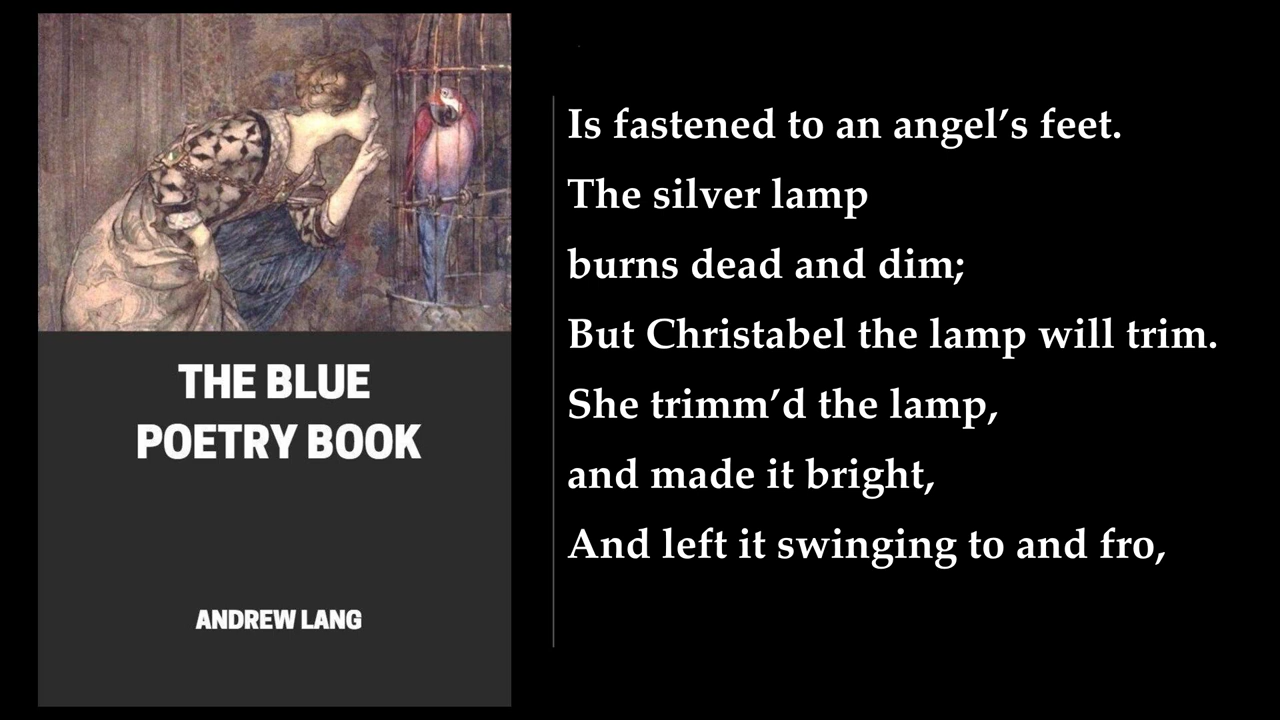 THE BLUE
POETRY BOOK
ANDREW LANG
Is fastened to an angel’s feet.
The silver lamp
burns dead and dim;
But Christabel the lamp will trim.
She trimm’d the lamp,
and made it bright,
And left it swinging to and fro,